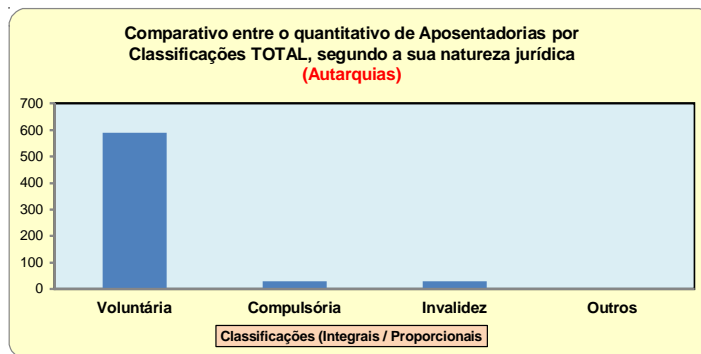 Comparativo entre o quantitativo de Aposentadorias por
Classificações TOTAL, segundo a sua natureza jurídica
(Autarquias)
700
600
500
400
300
200
100
0
Voluntária Compulsória Invalidez Outros
Classificações (Integrais / Proporcionais